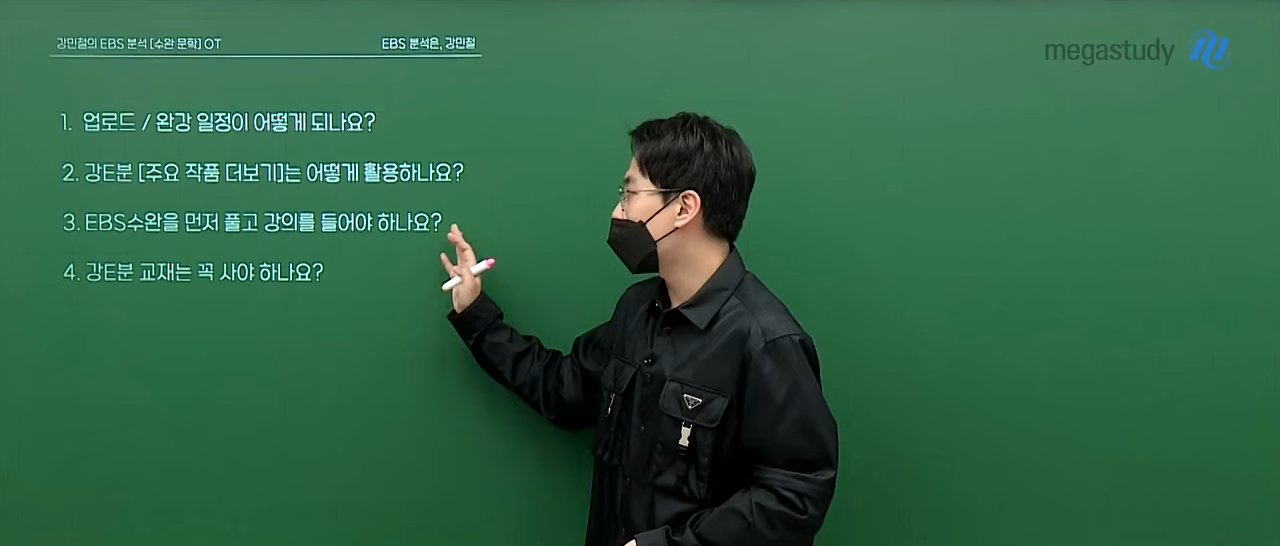 강민철의 EBS 분석 [수완 문학] OT
EBS 분석은, 강민철
megastudy
1. 업로드 / 완강 일정이 어떻게 되나요?
2. 강E분 [주요 작품 더보기]는 어떻게 활용하나요?
3. EBS수완을 먼저 풀고 강의를 들어야 하나요?
4. 강E분 교재는 꼭 사야 하나요?